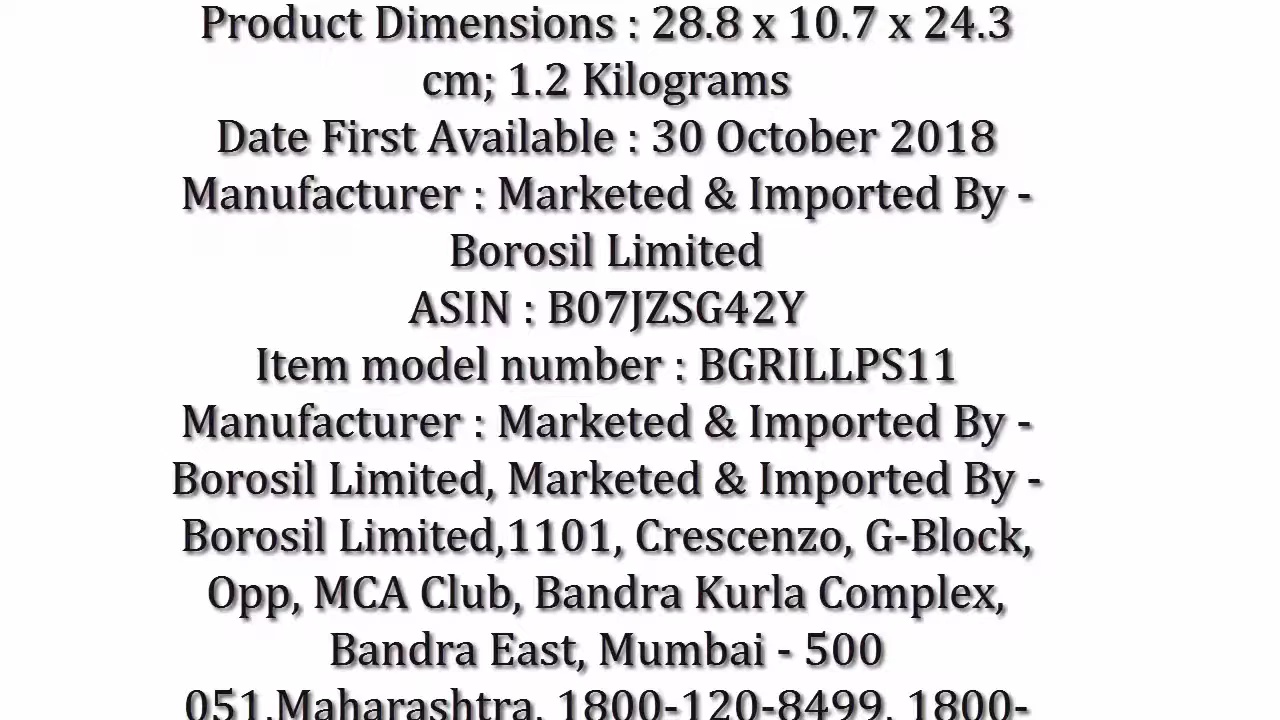 Product Dimensions : 28.8 x 10.7 x 24.3
cm; 1.2 Kilograms
Date First Available : 30 October 2018
Manufacturer : Marketed & Imported By -
Borosil Limited
ASIN : B07JZSG42Y
Item model number : BGRILLPS11
Manufacturer : Marketed & Imported By -
Borosil Limited, Marketed & Imported By -
Borosil Limited,1101, Crescenzo, G-Block,
Opp, MCA Club, Bandra Kurla Complex,
Bandra East, Mumbai - 500
051,Maharashtra, 1800-120-8499, 1800-